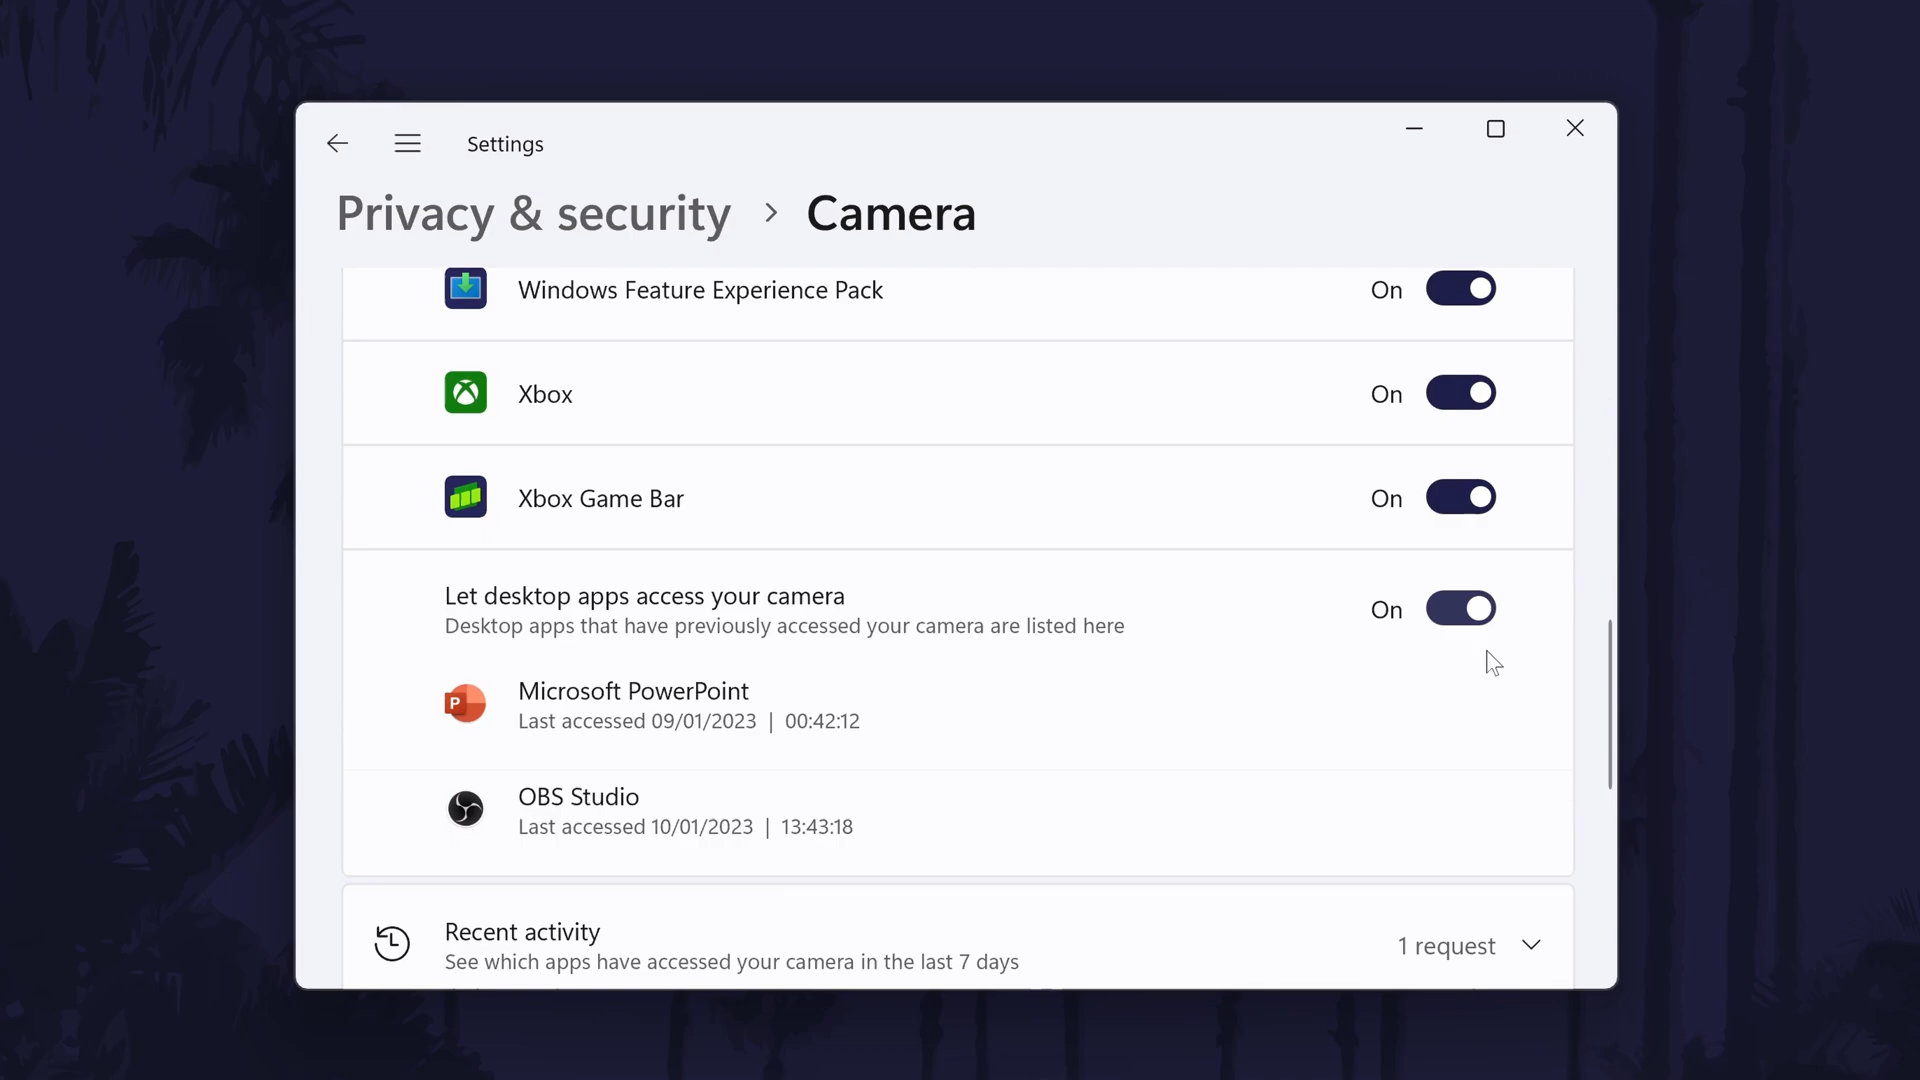 Settings
Privacy & security > Camera
Windows Feature Experience Pack On
Xbox On
Xbox Game Bar On
Let desktop apps access your camera On
Desktop apps that have previously accessed your camera are listed here
P
Microsoft PowerPoint
Last accessed 09/01/2023 | 00:42:12
OBS Studio
Last accessed 10/01/2023 | 13:43:18
Recent activity 1 request
See which apps have accessed your camera in the last 7 days